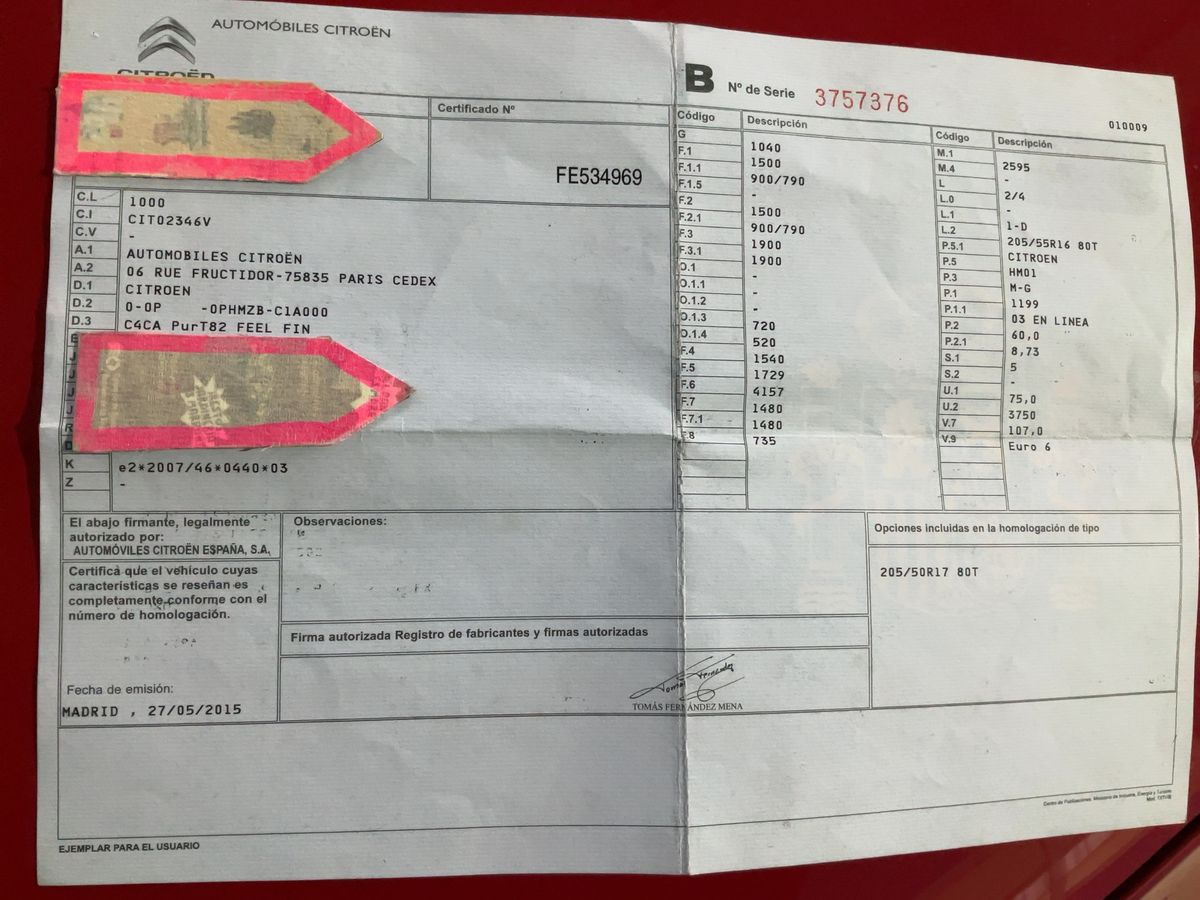 AUTOMÓBILES CITROËN
CITROËN
Certificado Nº
FE534969
C.L 1000
C.I CIT02346V
C.V -
A.1 AUTOMOBILES CITROËN
A.2 06 RUE FRUCTIDOR-75835 PARIS CEDEX
D.1 CITROEN
D.2 0-0P -0PHMZB-C1A000
D.3 C4CA PurT82 FEEL FIN
K e2*2007/46*0440*03
Z -
El abajo firmante, legalmente
autorizado por:
AUTOMÓVILES CITROËN ESPAÑA, S.A.
Certifica que el vehículo cuyas
características se reseñan es
completamente conforme con el
número de homologación.
Fecha de emisión:
MADRID , 27/05/2015
Observaciones:
Firma autorizada Registro de fabricantes y firmas autorizadas
TOMÁS FERNÁNDEZ MENA
EJEMPLAR PARA EL USUARIO
B Nº de Serie 3757376
010009
Código Descripción
G 1040
F.1 1500
F.1.1 900/790
F.1.5 -
F.2 1500
F.2.1 900/790
F.3 1900
F.3.1 1900
O.1 -
O.1.1 -
O.1.2 -
O.1.3 720
O.1.4 520
F.4 1540
F.5 1729
F.6 4157
F.7 1480
F.7.1 1480
F.8 735
Código Descripción
M.1 2595
M.4 -
L 2/4
L.0 -
L.1 1-D
L.2 205/55R16 80T
P.5.1 CITROEN
P.5 HM01
P.3 M-G
P.1 1199
P.1.1 03 EN LINEA
P.2 60,0
P.2.1 8,73
S.1 5
S.2 -
U.1 75,0
U.2 3750
V.7 107,0
V.9 Euro 6
Opciones incluidas en la homologación de tipo
205/50R17 80T